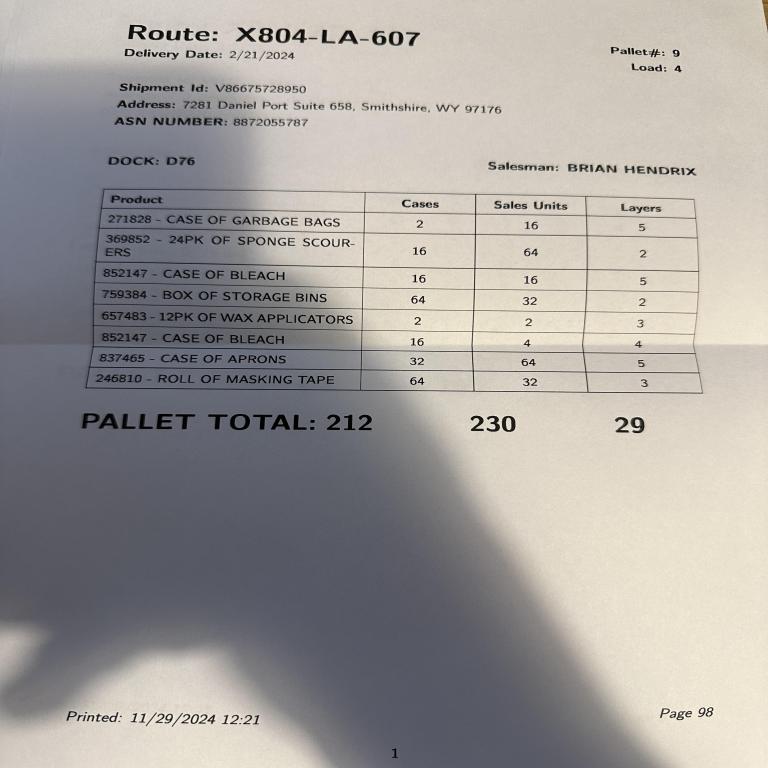 Route: X804-LA-607
Delivery Date: 2/21/2024
Pallet#: 9
Load: 4
Shipment Id: V86675728950
Address: 7281 Daniel Port Suite 658, Smithshire, WY 97176
ASN NUMBER: 8872055787
DOCK: D76
Salesman: BRIAN HENDRIX
Product Cases Sales Units Layers
271828 - CASE OF GARBAGE BAGS 2 16 5
369852 - 24PK OF SPONGE SCOUR-
ERS 16 64 2
852147 - CASE OF BLEACH 16 16 5
759384 - BOX OF STORAGE BINS 64 32 2
657483 - 12PK OF WAX APPLICATORS 2 2 3
852147 - CASE OF BLEACH 16 4 4
837465 - CASE OF APRONS 32 64 5
246810 - ROLL OF MASKING TAPE 64 32 3
PALLET TOTAL: 212 230 29
Printed: 11/29/2024 12:21
Page 98
1